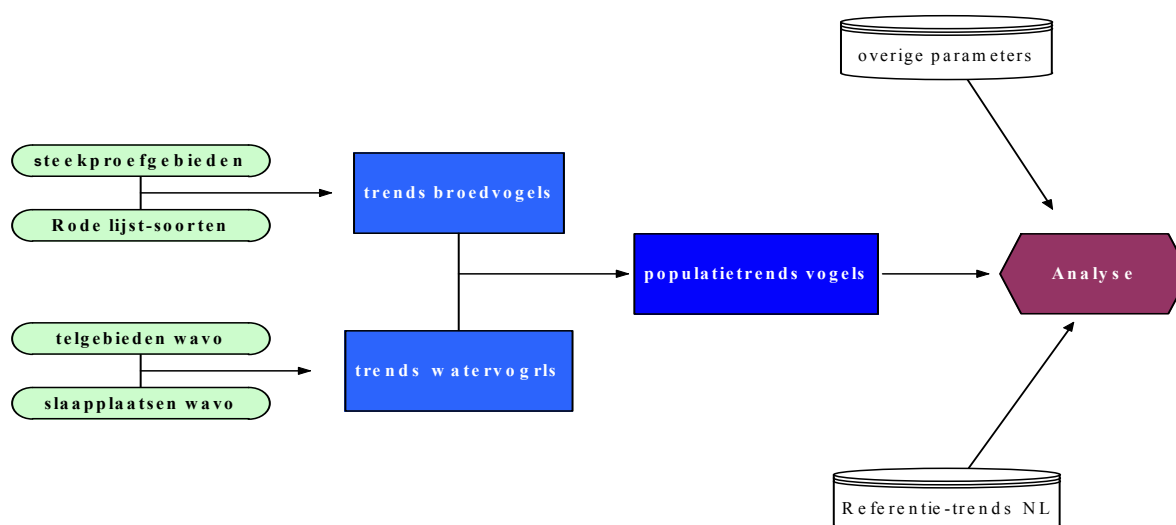 overige parameters
steekproefgebieden
Rode lijst-soorten
trends broedvogels
populatietrends vogels
Analyse
telgebieden wavo
slaapplaatsen wavo
trends watervogrls
Referentie-trends NL